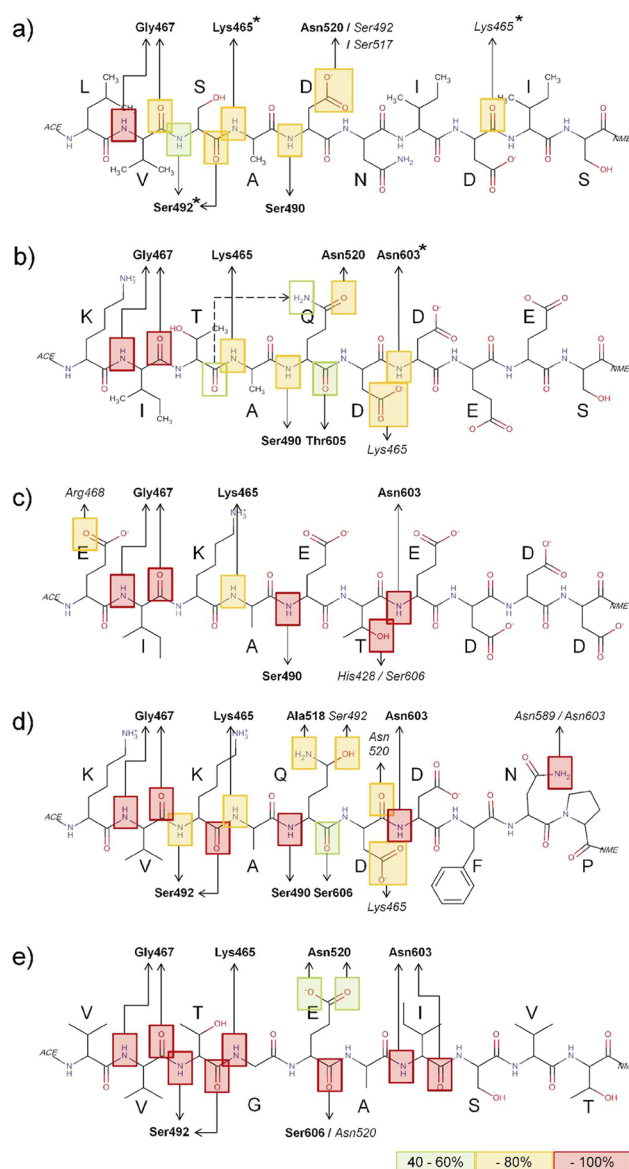 a)
Gly467 Lys465* Asn520 / Ser492 Lys465*
/ Ser517
L S D I I
ACE NME
V A N D S
Ser492* Ser490
b)
Gly467 Lys465 Asn520 Asn603*
K T Q D E
ACE NME
I A D E S
Ser490 Thr605 Lys465
c)
Arg468 Gly467 Lys465 Asn603
E K E E D
ACE NME
I A T D D
Ser490 His428 / Ser606
d)
Gly467 Lys465 Ala518 Ser492 Asn603 Asn589 / Asn603
Asn
520
K K Q D N
ACE NME
V A D F P
Ser492 Ser490 Ser606 Lys465
e)
Gly467 Lys465 Asn520 Asn603
V T E I V
ACE NME
V G A S T
Ser492 Ser606 / Asn520
40 - 60% - 80% - 100%